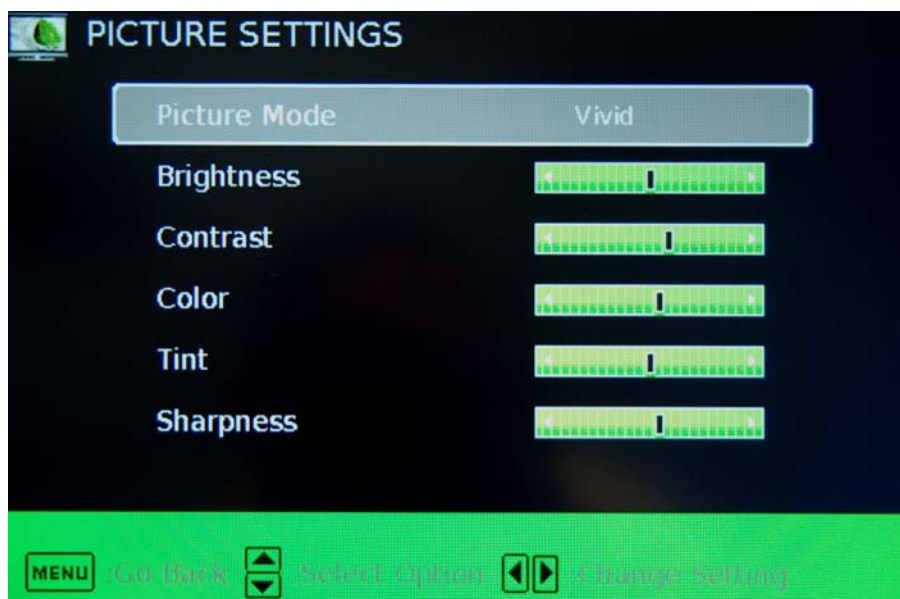 PICTURE SETTINGS
Picture Mode Vivid
Brightness
Contrast
Color
Tint
Sharpness
MENU :Go Back :Select Option :Change Setting